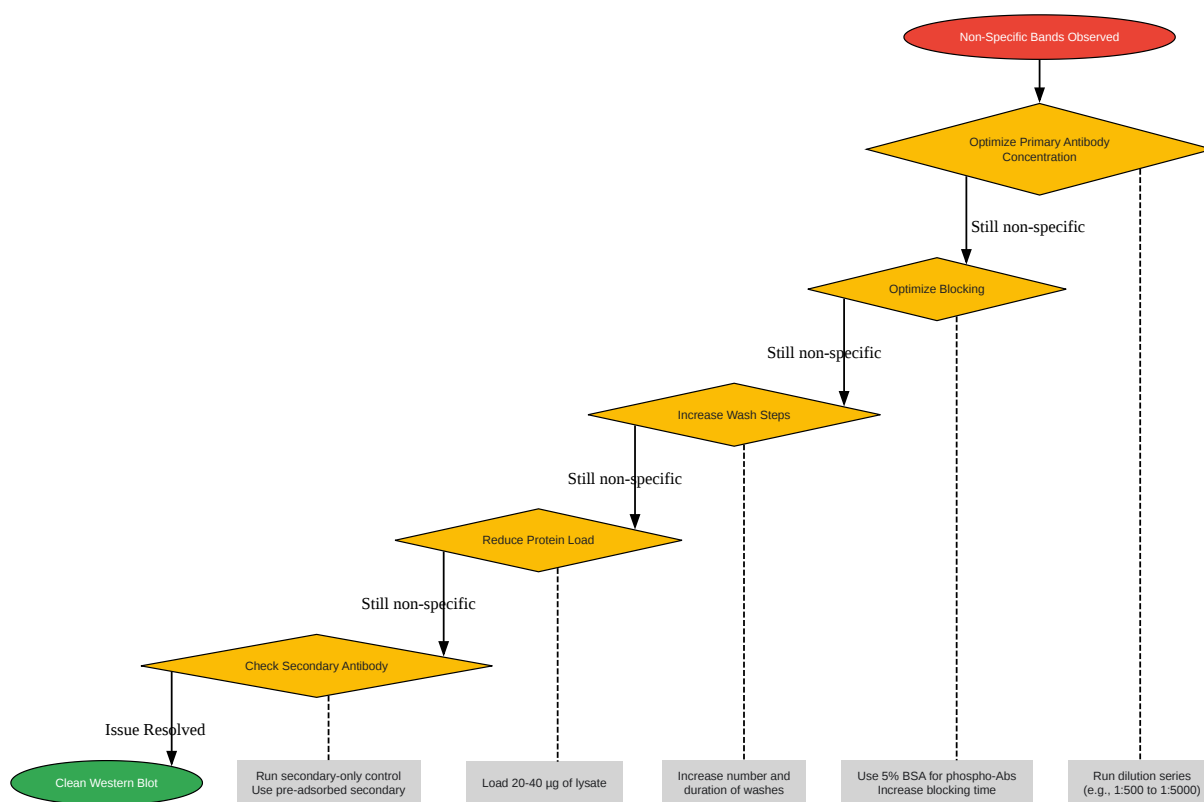 Non-Specific Bands Observed
Optimize Primary Antibody
Concentration
Still non-specific
Optimize Blocking
Still non-specific
Increase Wash Steps
Still non-specific
Reduce Protein Load
Still non-specific
Check Secondary Antibody
Issue Resolved
Clean Western Blot
Run secondary-only control
Use pre-adsorbed secondary
Load 20-40 µg of lysate
Increase number and
duration of washes
Use 5% BSA for phospho-Abs
Increase blocking time
Run dilution series
(e.g., 1:500 to 1:5000)